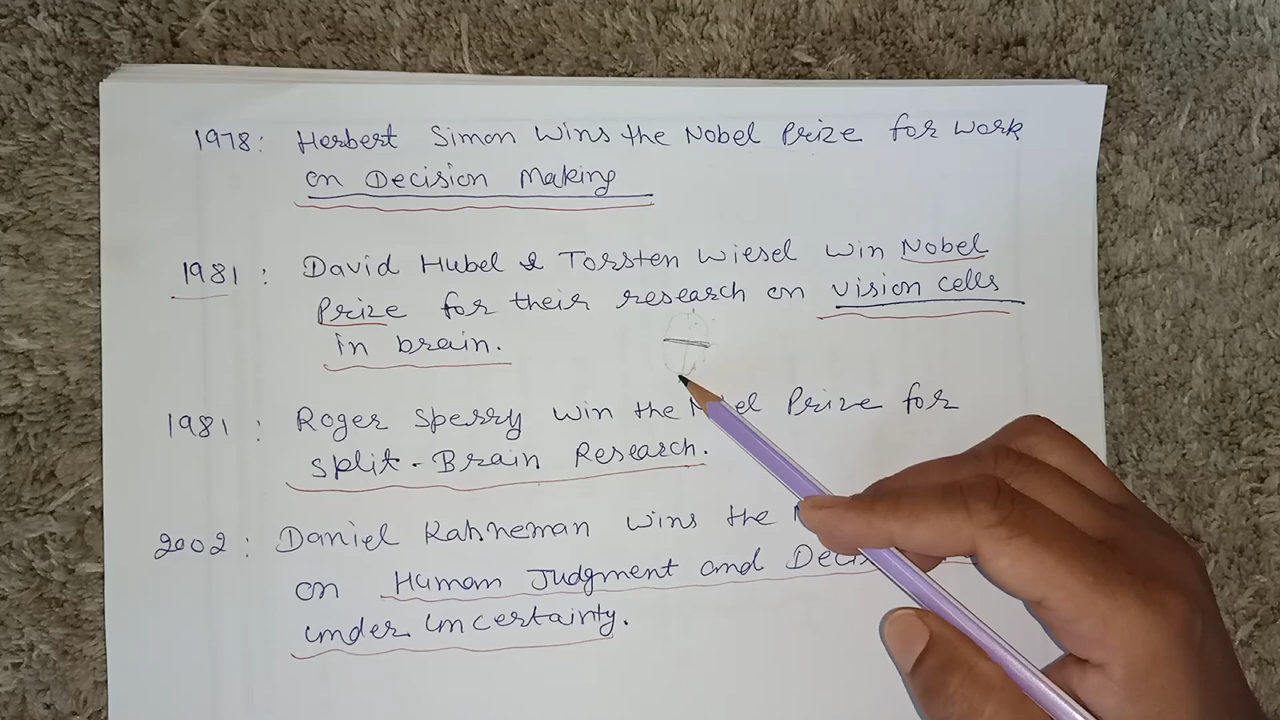 1978: Herbert Simon wins the Nobel Prize for work
on Decision Making
1981: David Hubel & Torsten Wiesel win Nobel
Prize for their research on vision cells
in brain.
1981: Roger Sperry win the Prize for
Split-Brain Research.
2002: Daniel Kahneman wins the
on Human Judgment and
under uncertainty.